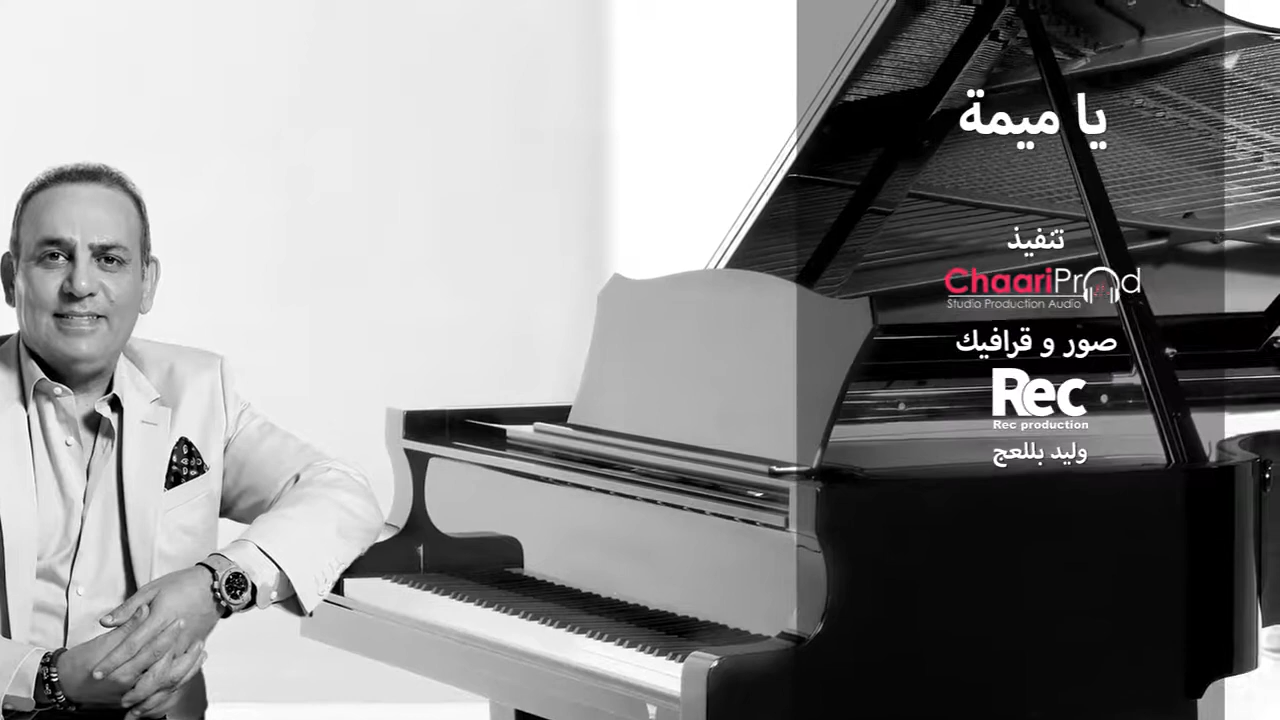 يا ميمة
تنفيذ
ChaariProd
Studio Production Audio
صور و قرافيك
Rec
Rec production
وليد بللعج